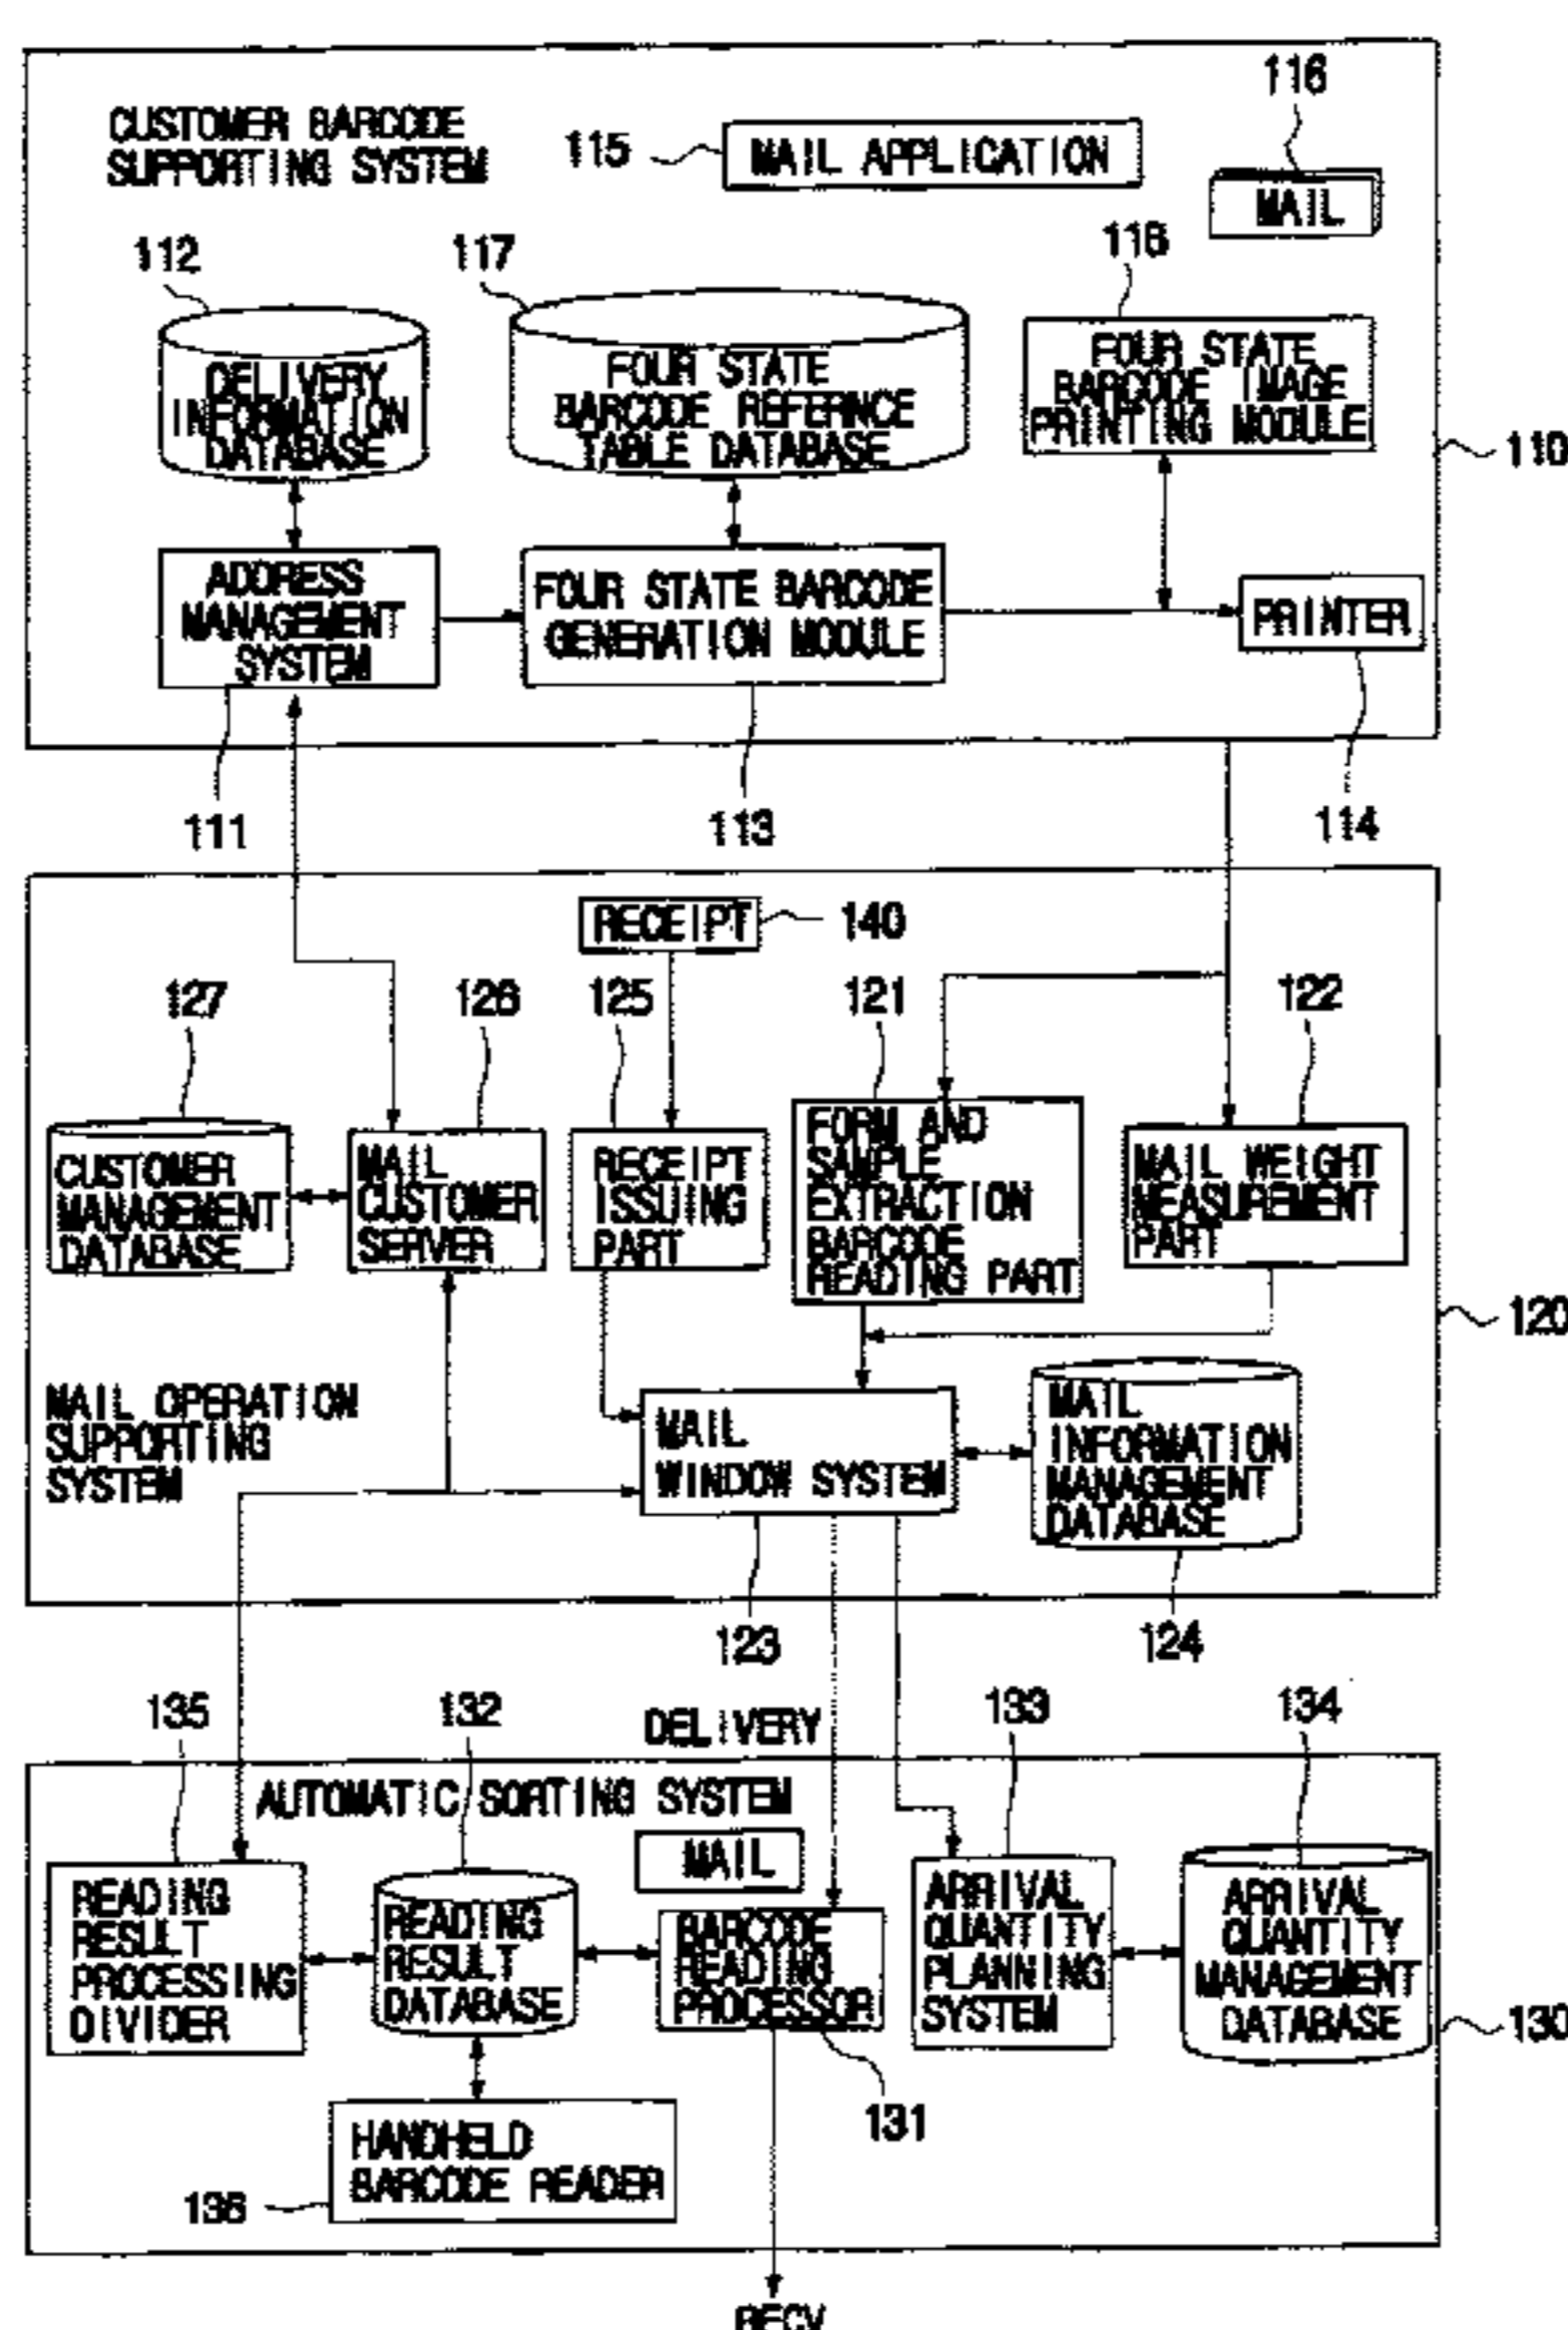 CUSTOMER BARCODE
SUPPORTING SYSTEM
115
MAIL APPLICATION
116
MAIL
112
117
118
DELIVERY
INFORMATION
DATABASE
FOUR STATE
BARCODE REFERNCE
TABLE DATABASE
FOUR STATE
BARCODE IMAGE
PRINTING MODULE
110
ADDRESS
MANAGEMENT
SYSTEM
FOUR STATE BARCODE
GENERATION MODULE
PRINTER
111
113
114
RECEIPT
140
127
126
125
121
122
CUSTOMER
MANAGEMENT
DATABASE
MAIL
CUSTOMER
SERVER
RECEIPT
ISSUING
PART
FORM AND
SAMPLE
EXTRACTION
BARCODE
READING PART
MAIL WEIGHT
MEASUREMENT
PART
120
MAIL OPERATION
SUPPORTING
SYSTEM
MAIL
WINDOW SYSTEM
MAIL
INFORMATION
MANAGEMENT
DATABASE
123
124
135
132
DELIVERY
133
134
AUTOMATIC SORTING SYSTEM
MAIL
READING
RESULT
PROCESSING
DIVIDER
READING
RESULT
DATABASE
BARCODE
READING
PROCESSOR
ARRIVAL
QUANTITY
PLANNING
SYSTEM
ARRIVAL
QUANTITY
MANAGEMENT
DATABASE
130
131
HANDHELD
BARCODE READER
136
RECV